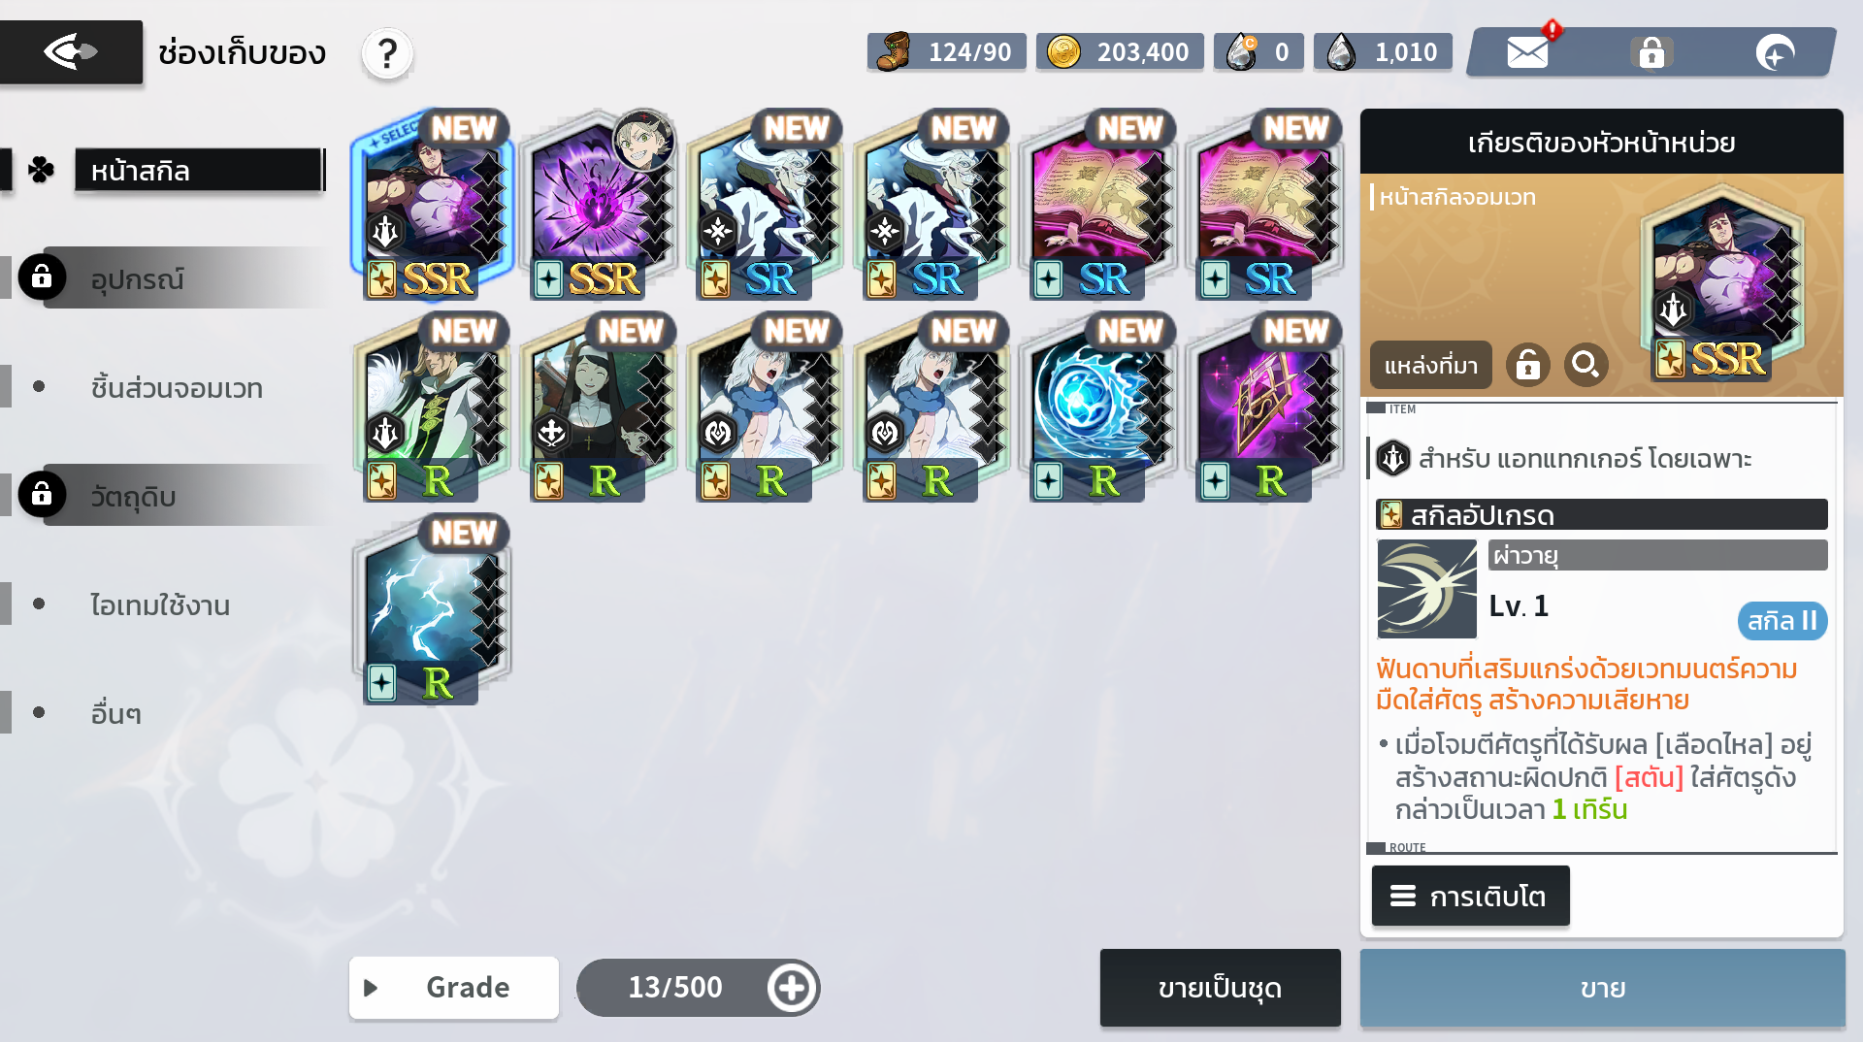 ช่องเก็บของ
?
124/90
203,400
0
1,010
หน้าสกิล
อุปกรณ์
ชิ้นส่วนจอมเวท
วัตถุดิบ
ไอเทมใช้งาน
อื่นๆ
SELECT NEW NEW NEW NEW NEW
SSR SSR SR SR SR SR
NEW NEW NEW NEW NEW NEW
R R R R R R
NEW
R
Grade
13/500
ขายเป็นชุด
เกียรติของหัวหน้าหน่วย
หน้าสกิลจอมเวท
แหล่งที่มา
SSR
ITEM
สำหรับ แอทแทกเกอร์ โดยเฉพาะ
สกิลอัปเกรด
ผ่าวายุ
Lv. 1
สกิล II
ฟันดาบที่เสริมแกร่งด้วยเวทมนตร์ความ
มืดใส่ศัตรู สร้างความเสียหาย
• เมื่อโจมตีศัตรูที่ได้รับผล [เลือดไหล] อยู่
สร้างสถานะผิดปกติ [สตัน] ใส่ศัตรูดัง
กล่าวเป็นเวลา 1 เทิร์น
ROUTE
การเติบโต
ขาย